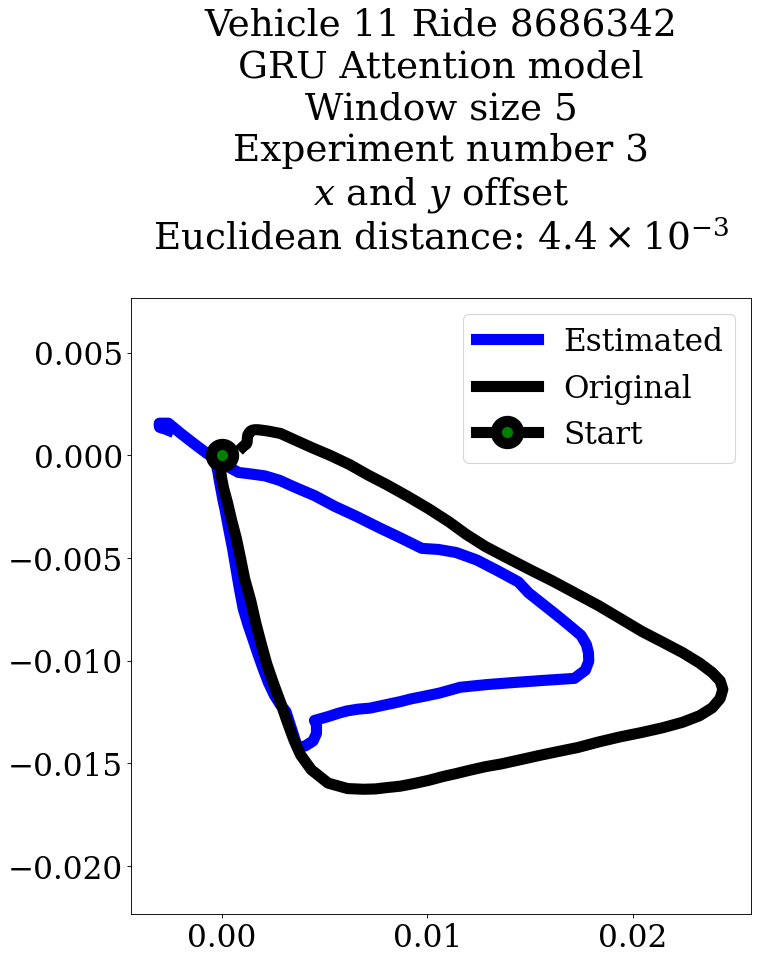 Vehicle 11 Ride 8686342
GRU Attention model
Window size 5
Experiment number 3
x and y offset
Euclidean distance: 4.4 × 10⁻³
Estimated
Original
Start
0.005
0.000
−0.005
−0.010
−0.015
−0.020
0.00 0.01 0.02